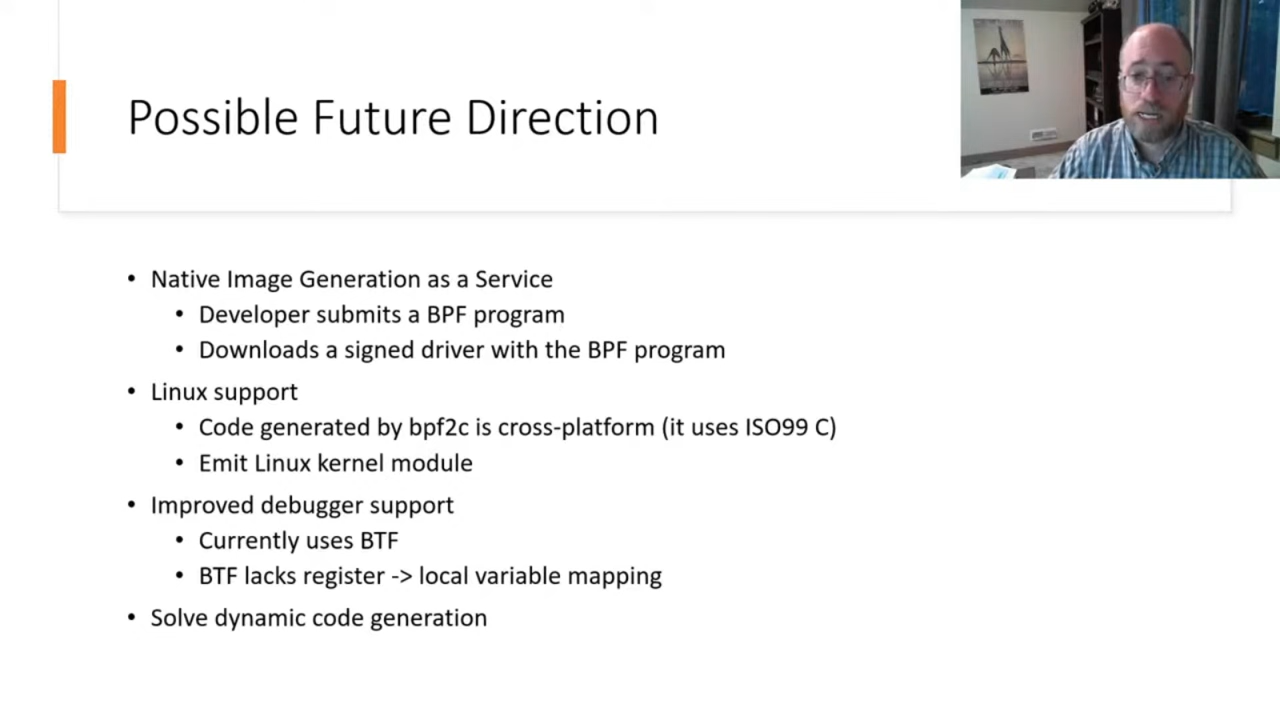 Possible Future Direction
• Native Image Generation as a Service
• Developer submits a BPF program
• Downloads a signed driver with the BPF program
• Linux support
• Code generated by bpf2c is cross-platform (it uses ISO99 C)
• Emit Linux kernel module
• Improved debugger support
• Currently uses BTF
• BTF lacks register -> local variable mapping
• Solve dynamic code generation